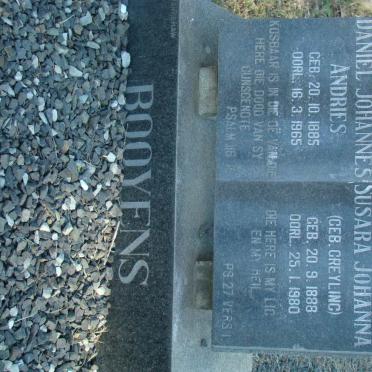 DANIEL JOHANNES
ANDRIES
GEB. 20.10.1885
OORL. 16.3.1965
KOSBAAR IS IN DIE OË VAN DIE
HERE DIE DOOD VAN SY
GUNSGENOTE
PSALM 116
SUSARA JOHANNA
(GEB. GREYLING)
GEB. 20.9.1888
OORL. 25.1.1980
DIE HERE IS MY LIG
EN MY HEIL
PS. 27 VERS 1
BOOYENS